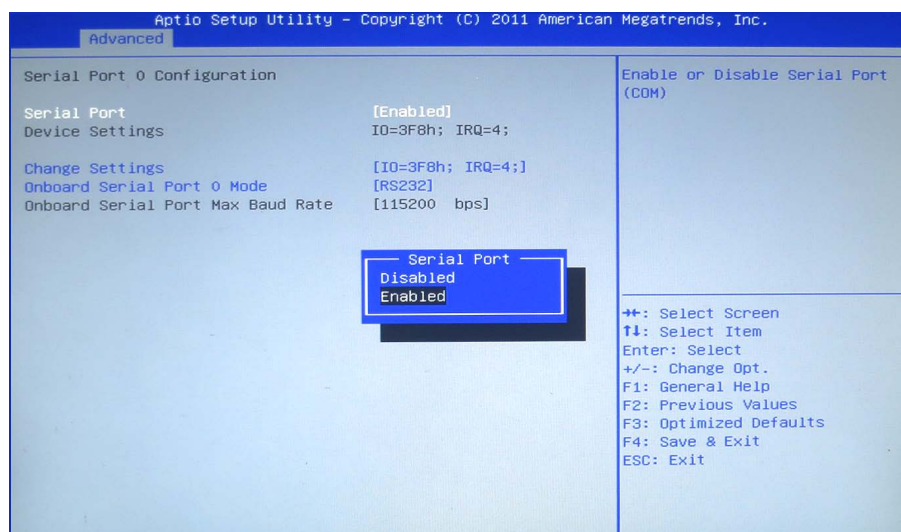 Aptio Setup Utility – Copyright (C) 2011 American Megatrends, Inc.
Advanced
Serial Port 0 Configuration
Serial Port [Enabled]
Device Settings IO=3F8h; IRQ=4;
Change Settings [IO=3F8h; IRQ=4;]
Onboard Serial Port 0 Mode [RS232]
Onboard Serial Port Max Baud Rate [115200 bps]
Serial Port
Disabled
Enabled
Enable or Disable Serial Port
(COM)
→←: Select Screen
↑↓: Select Item
Enter: Select
+/-: Change Opt.
F1: General Help
F2: Previous Values
F3: Optimized Defaults
F4: Save & Exit
ESC: Exit